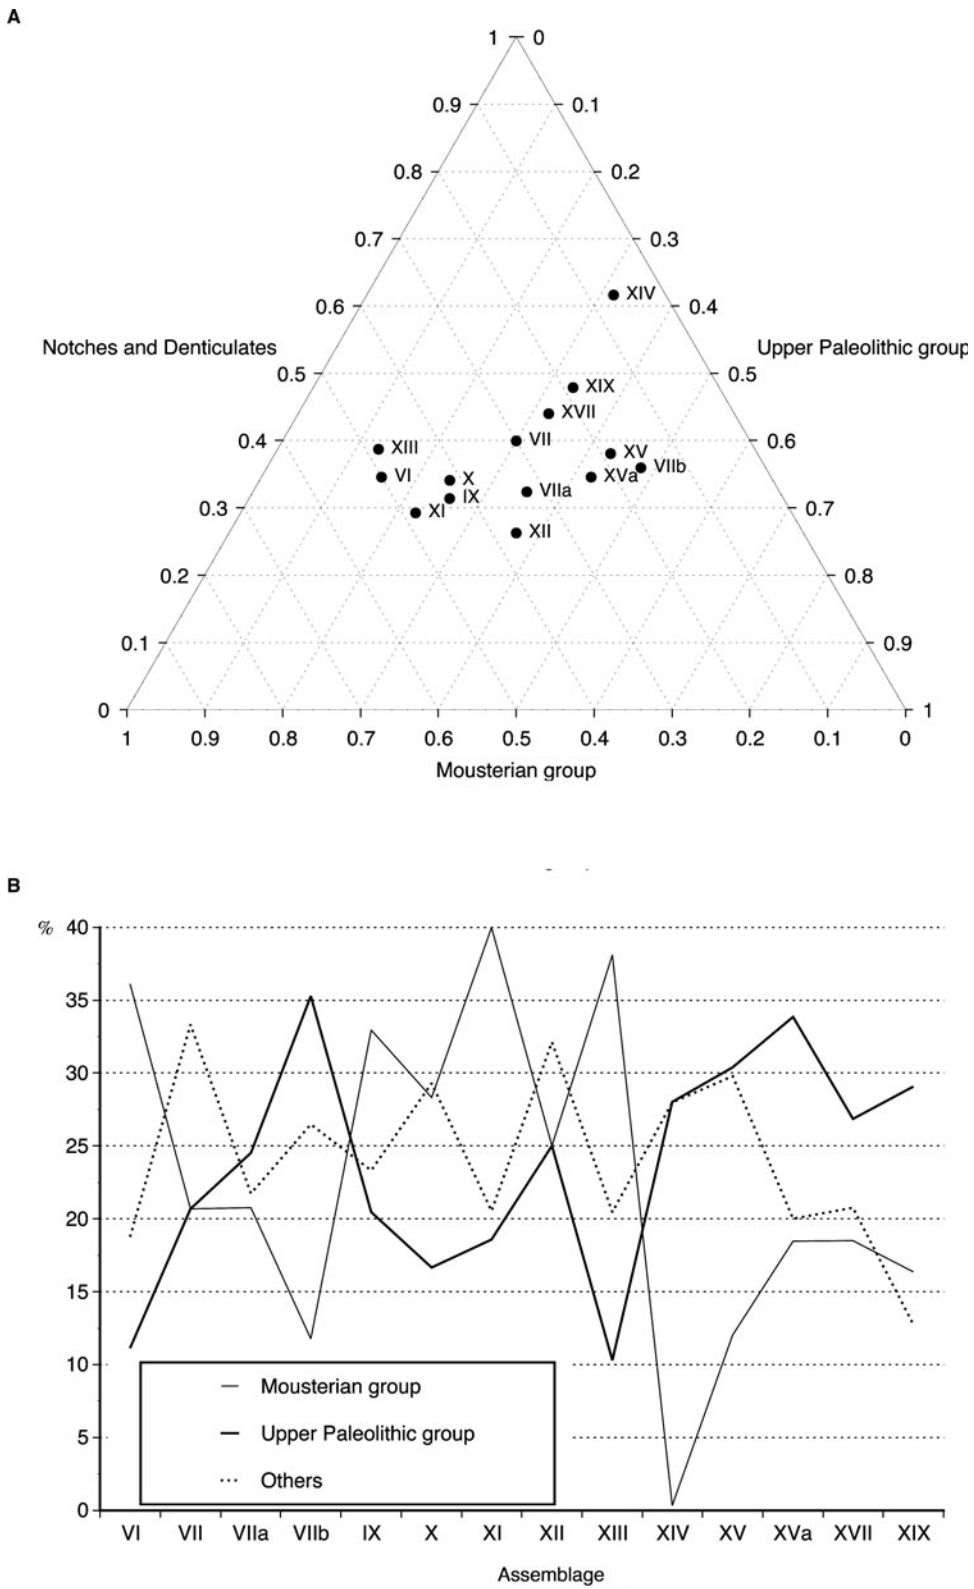 A
1 0
0.9 0.1
0.8 0.2
0.7 0.3
XIV
0.6 0.4
Notches and Denticulates Upper Paleolithic group
0.5 0.5
XIX
XVII
0.4 VII 0.6
XIII XV
VI X XVa VIIb
IX VIIa
0.3 XI 0.7
XII
0.2 0.8
0.1 0.9
0 1
1 0.9 0.8 0.7 0.6 0.5 0.4 0.3 0.2 0.1 0
Mousterian group
B
% 40
35
30
25
20
15
10
Mousterian group
5 Upper Paleolithic group
Others
0
VI VII VIIa VIIb IX X XI XII XIII XIV XV XVa XVII XIX
Assemblage